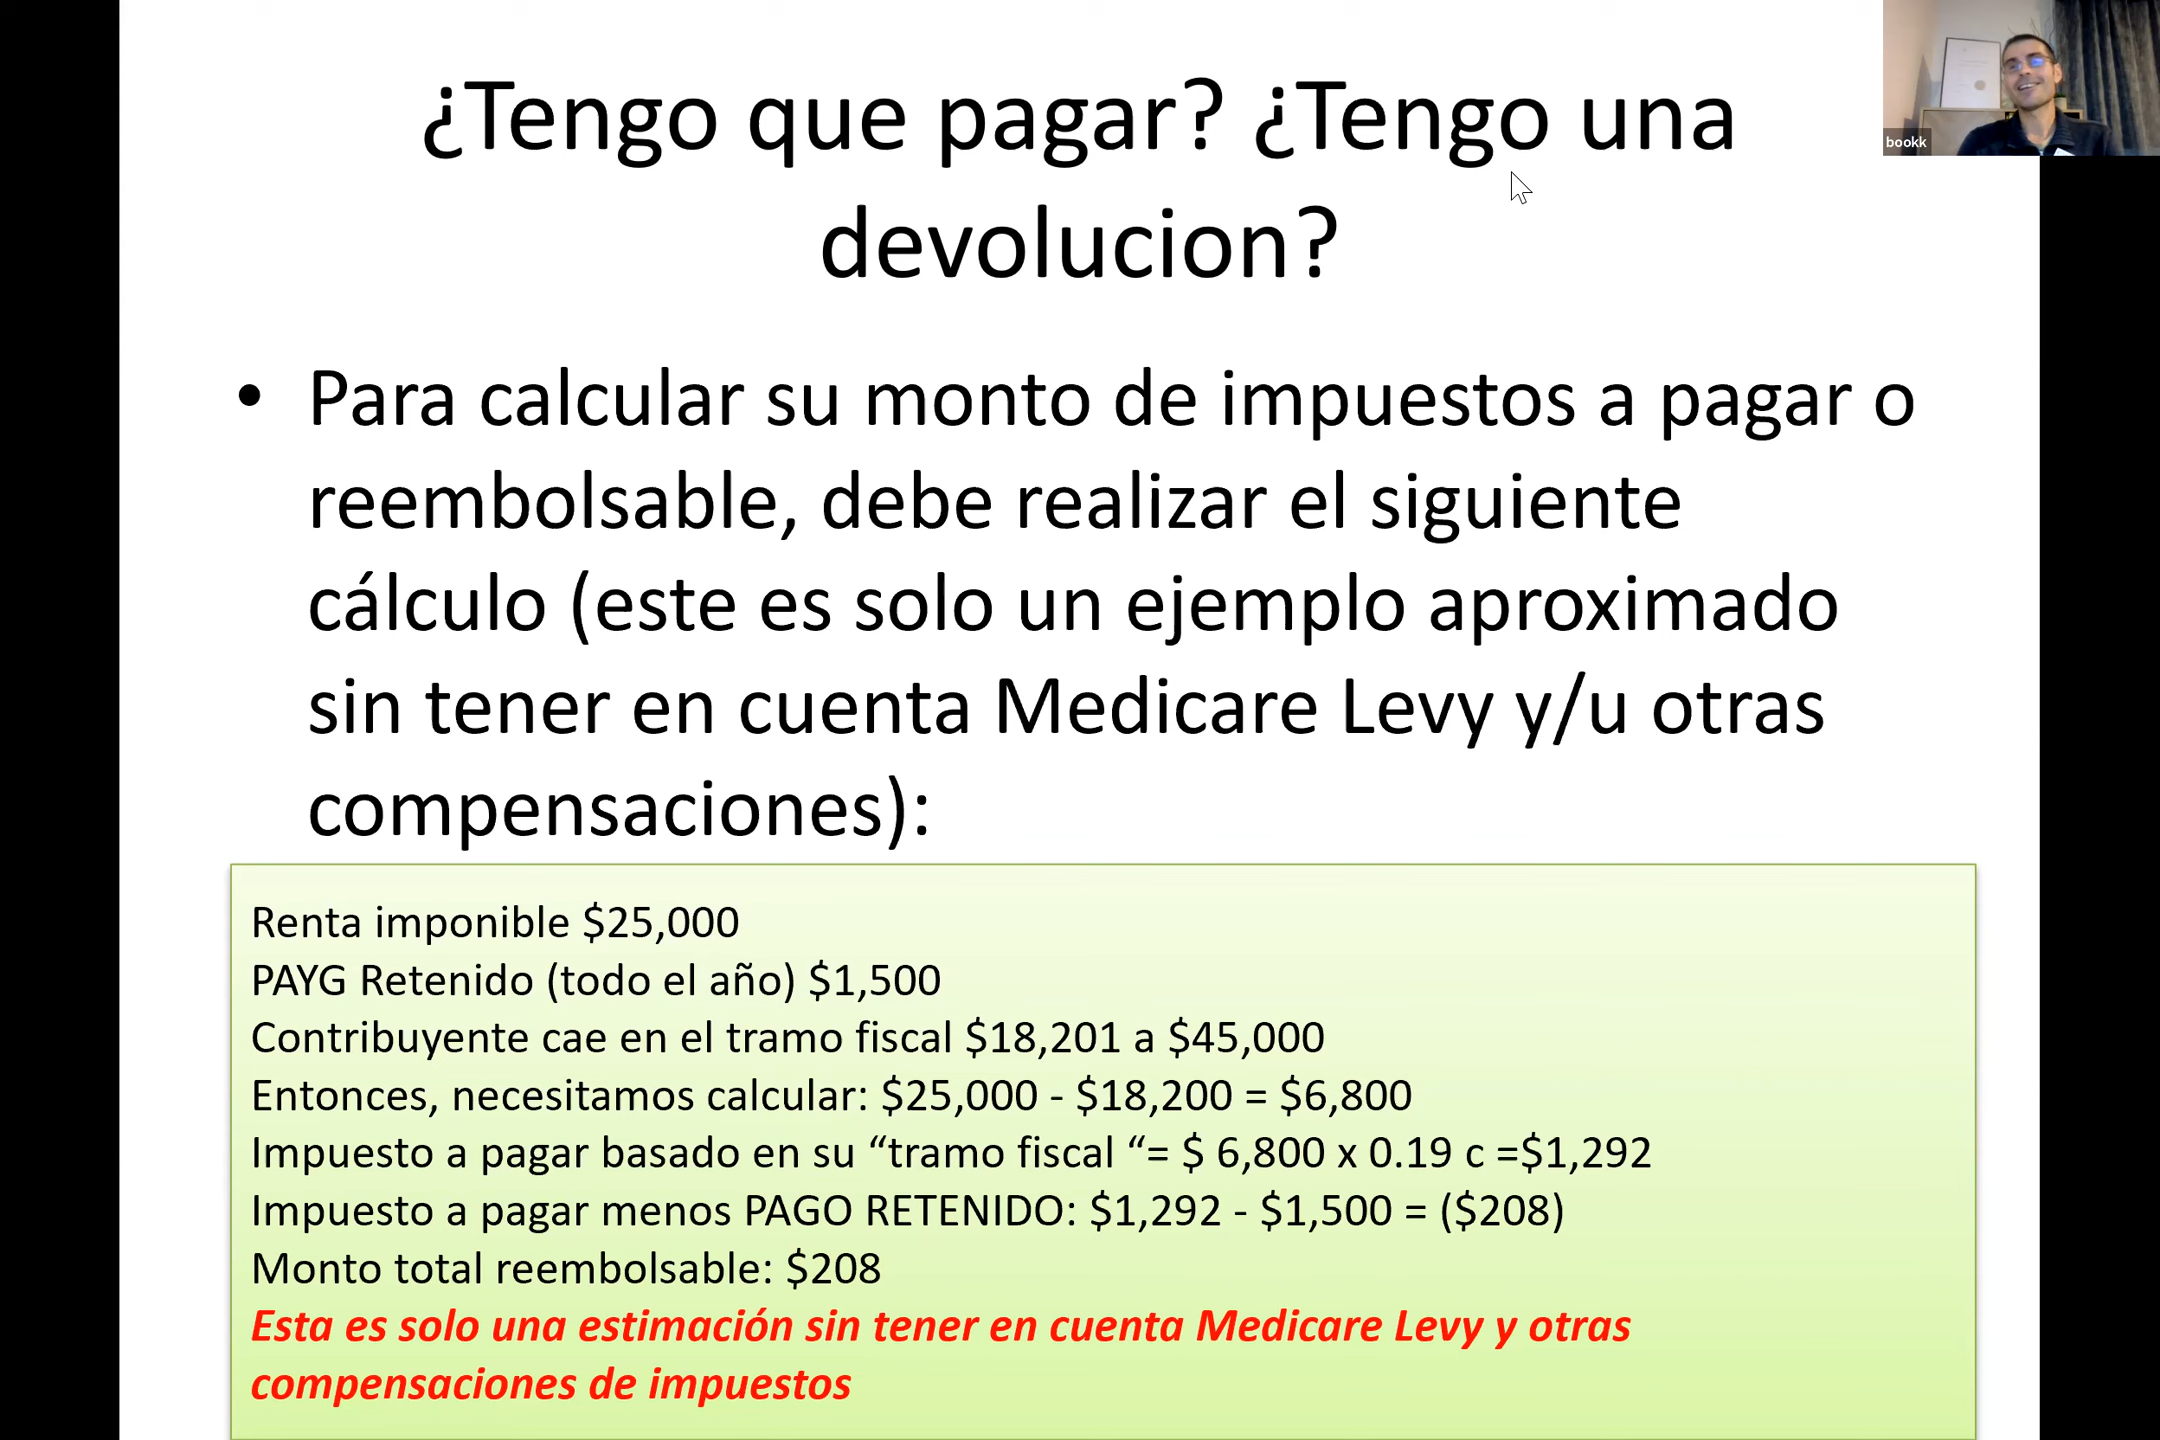 ¿Tengo que pagar? ¿Tengo una
devolucion?
bookk
• Para calcular su monto de impuestos a pagar o
reembolsable, debe realizar el siguiente
cálculo (este es solo un ejemplo aproximado
sin tener en cuenta Medicare Levy y/u otras
compensaciones):
Renta imponible $25,000
PAYG Retenido (todo el año) $1,500
Contribuyente cae en el tramo fiscal $18,201 a $45,000
Entonces, necesitamos calcular: $25,000 - $18,200 = $6,800
Impuesto a pagar basado en su “tramo fiscal “= $ 6,800 x 0.19 c =$1,292
Impuesto a pagar menos PAGO RETENIDO: $1,292 - $1,500 = ($208)
Monto total reembolsable: $208
Esta es solo una estimación sin tener en cuenta Medicare Levy y otras
compensaciones de impuestos